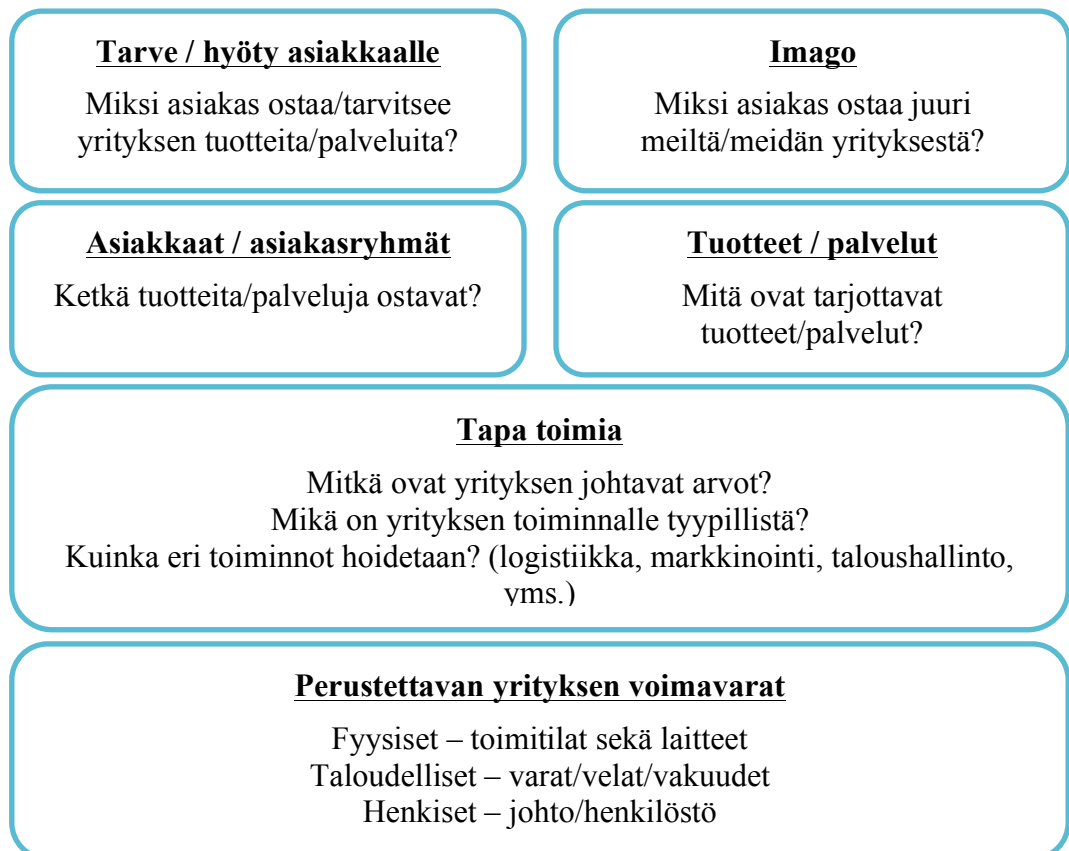 Tarve / hyöty asiakkaalle
Miksi asiakas ostaa/tarvitsee
yrityksen tuotteita/palveluita?
Imago
Miksi asiakas ostaa juuri
meiltä/meidän yrityksestä?
Asiakkaat / asiakasryhmät
Ketkä tuotteita/palveluja ostavat?
Tuotteet / palvelut
Mitä ovat tarjottavat
tuotteet/palvelut?
Tapa toimia
Mitkä ovat yrityksen johtavat arvot?
Mikä on yrityksen toiminnalle tyypillistä?
Kuinka eri toiminnot hoidetaan? (logistiikka, markkinointi, taloushallinto,
yms.)
Perustettavan yrityksen voimavarat
Fyysiset – toimitilat sekä laitteet
Taloudelliset – varat/velat/vakuudet
Henkiset – johto/henkilöstö